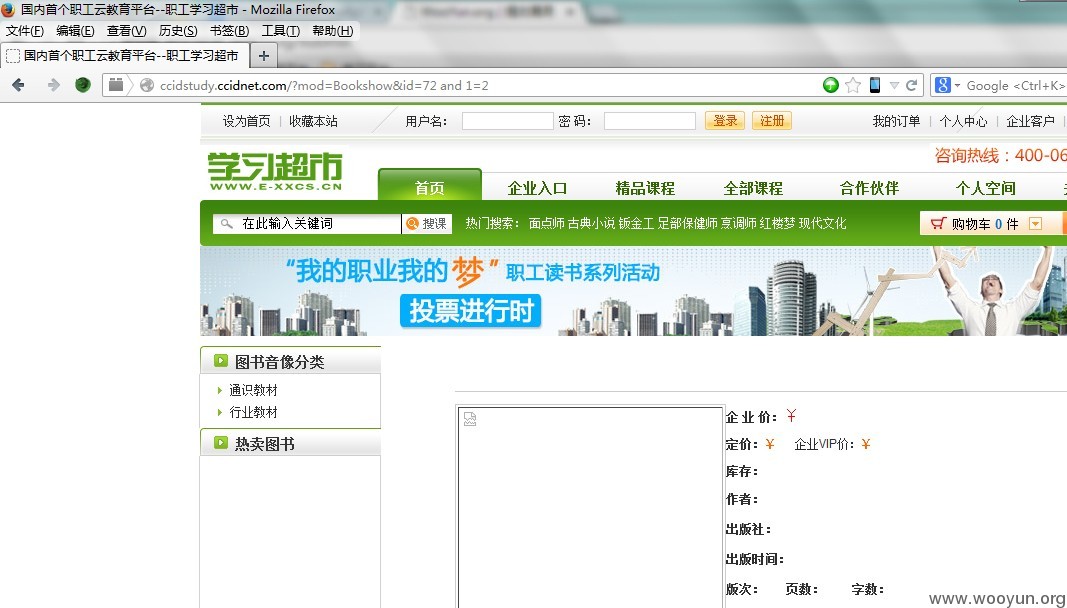 国内首个职工云教育平台--职工学习超市 - Mozilla Firefox
文件(F) 编辑(E) 查看(V) 历史(S) 书签(B) 工具(T) 帮助(H)
国内首个职工云教育平台--职工学习超市 +
ccidstudy.ccidnet.com/?mod=Bookshow&id=72 and 1=2
Google <Ctrl+K>
设为首页 | 收藏本站 用户名: 密 码: 登录 注册 我的订单 | 个人中心 | 企业客户 |
学习超市
WWW.E-XXCS.CN
咨询热线：400-06
首页 企业入口 精品课程 全部课程 合作伙伴 个人空间
在此输入关键词 搜课 热门搜索： 面点师 古典小说 钣金工 足部保健师 烹调师 红楼梦 现代文化 购物车 0 件
“我的职业我的梦” 职工读书系列活动
投票进行时
图书音像分类
通识教材
行业教材
热卖图书
企 业 价: ￥
定价: ￥ 企业VIP价: ￥
库存:
作者:
出版社:
出版时间:
版次: 页数: 字数:
www.wooyun.org